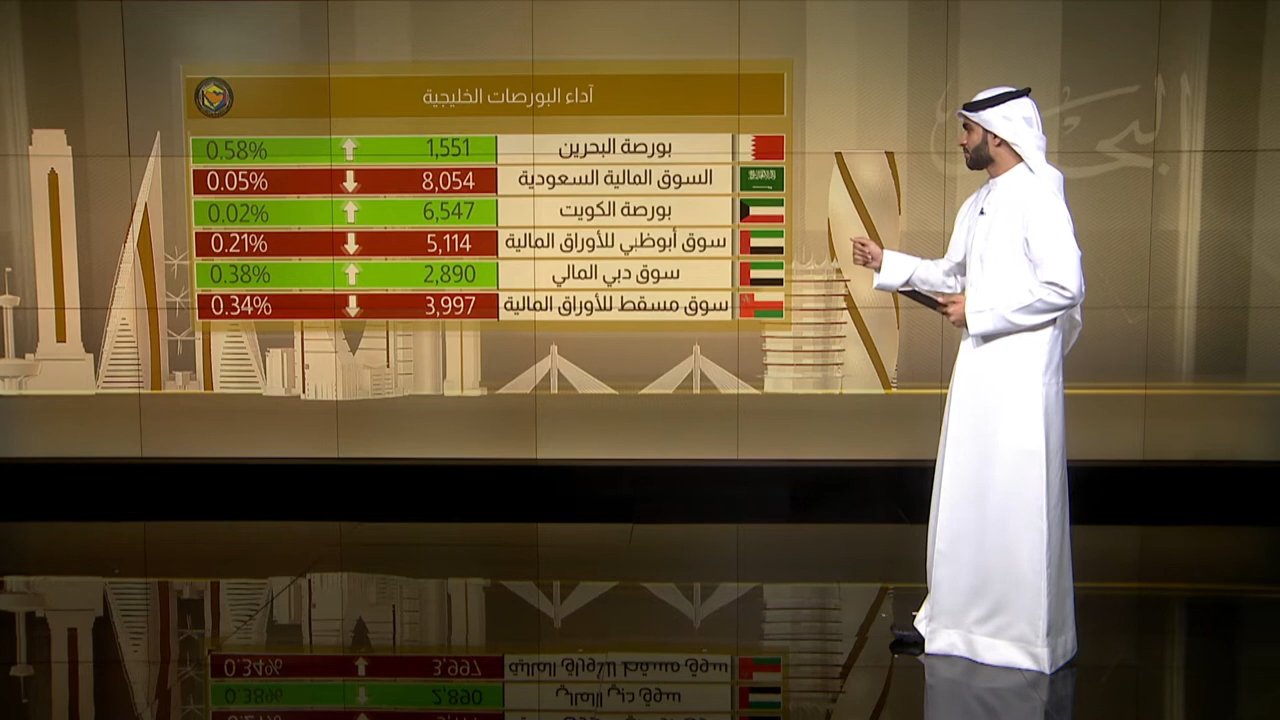 آداء البورصات الخليجية
بورصة البحرين 1,551 0.58%
السوق المالية السعودية 8,054 0.05%
بورصة الكويت 6,547 0.02%
سوق أبوظبي للأوراق المالية 5,114 0.21%
سوق دبي المالي 2,890 0.38%
سوق مسقط للأوراق المالية 3,997 0.34%